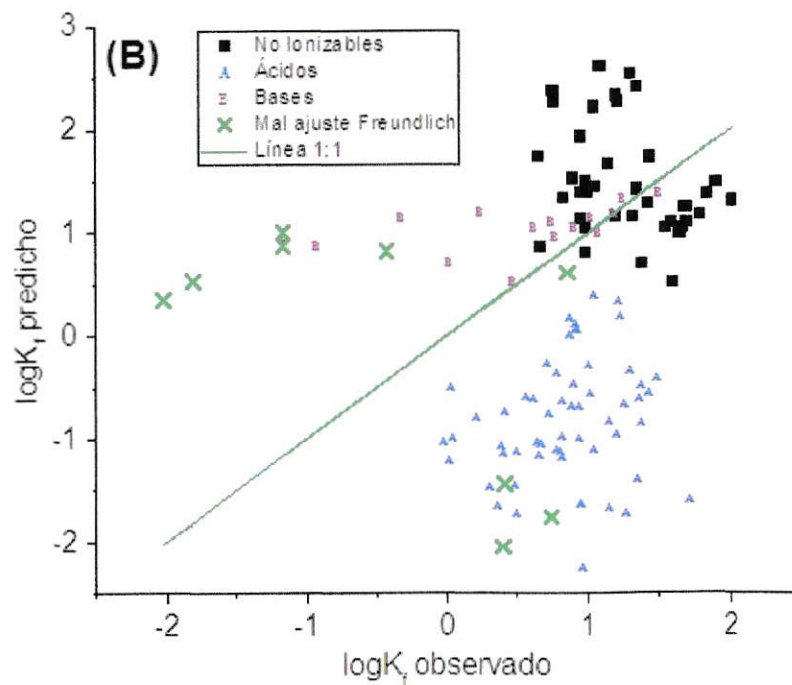 (B)
No Ionizables
A Ácidos
B Bases
Mal ajuste Freundlich
Línea 1:1
3
2
1
0
-1
-2
logKf predicho
-2
-1
0
1
2
logKf observado